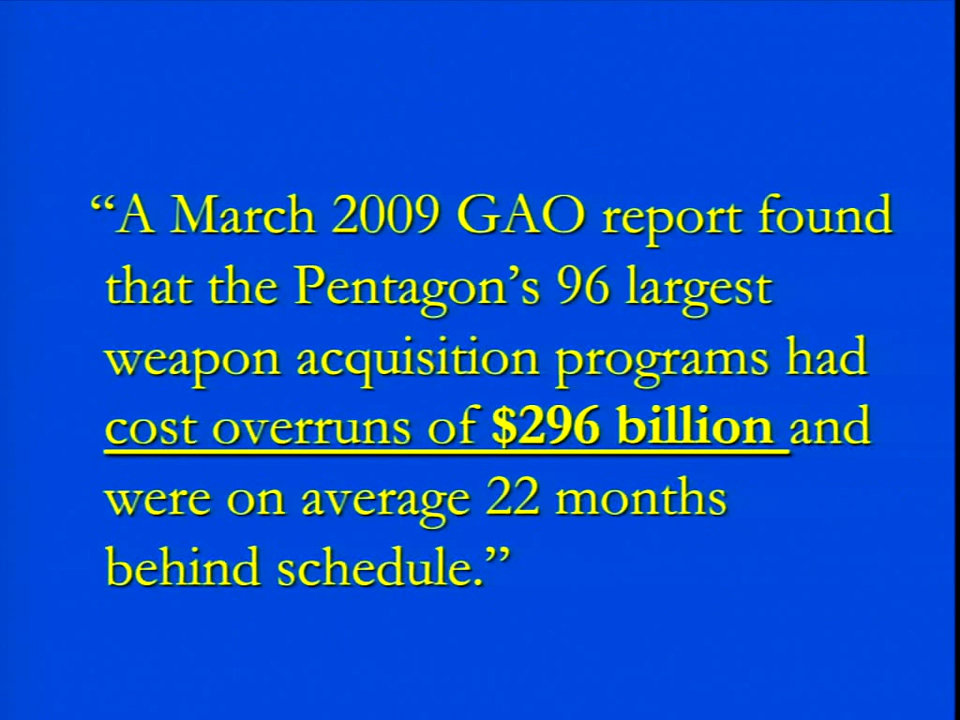 “A March 2009 GAO report found
that the Pentagon’s 96 largest
weapon acquisition programs had
cost overruns of $296 billion and
were on average 22 months
behind schedule.”